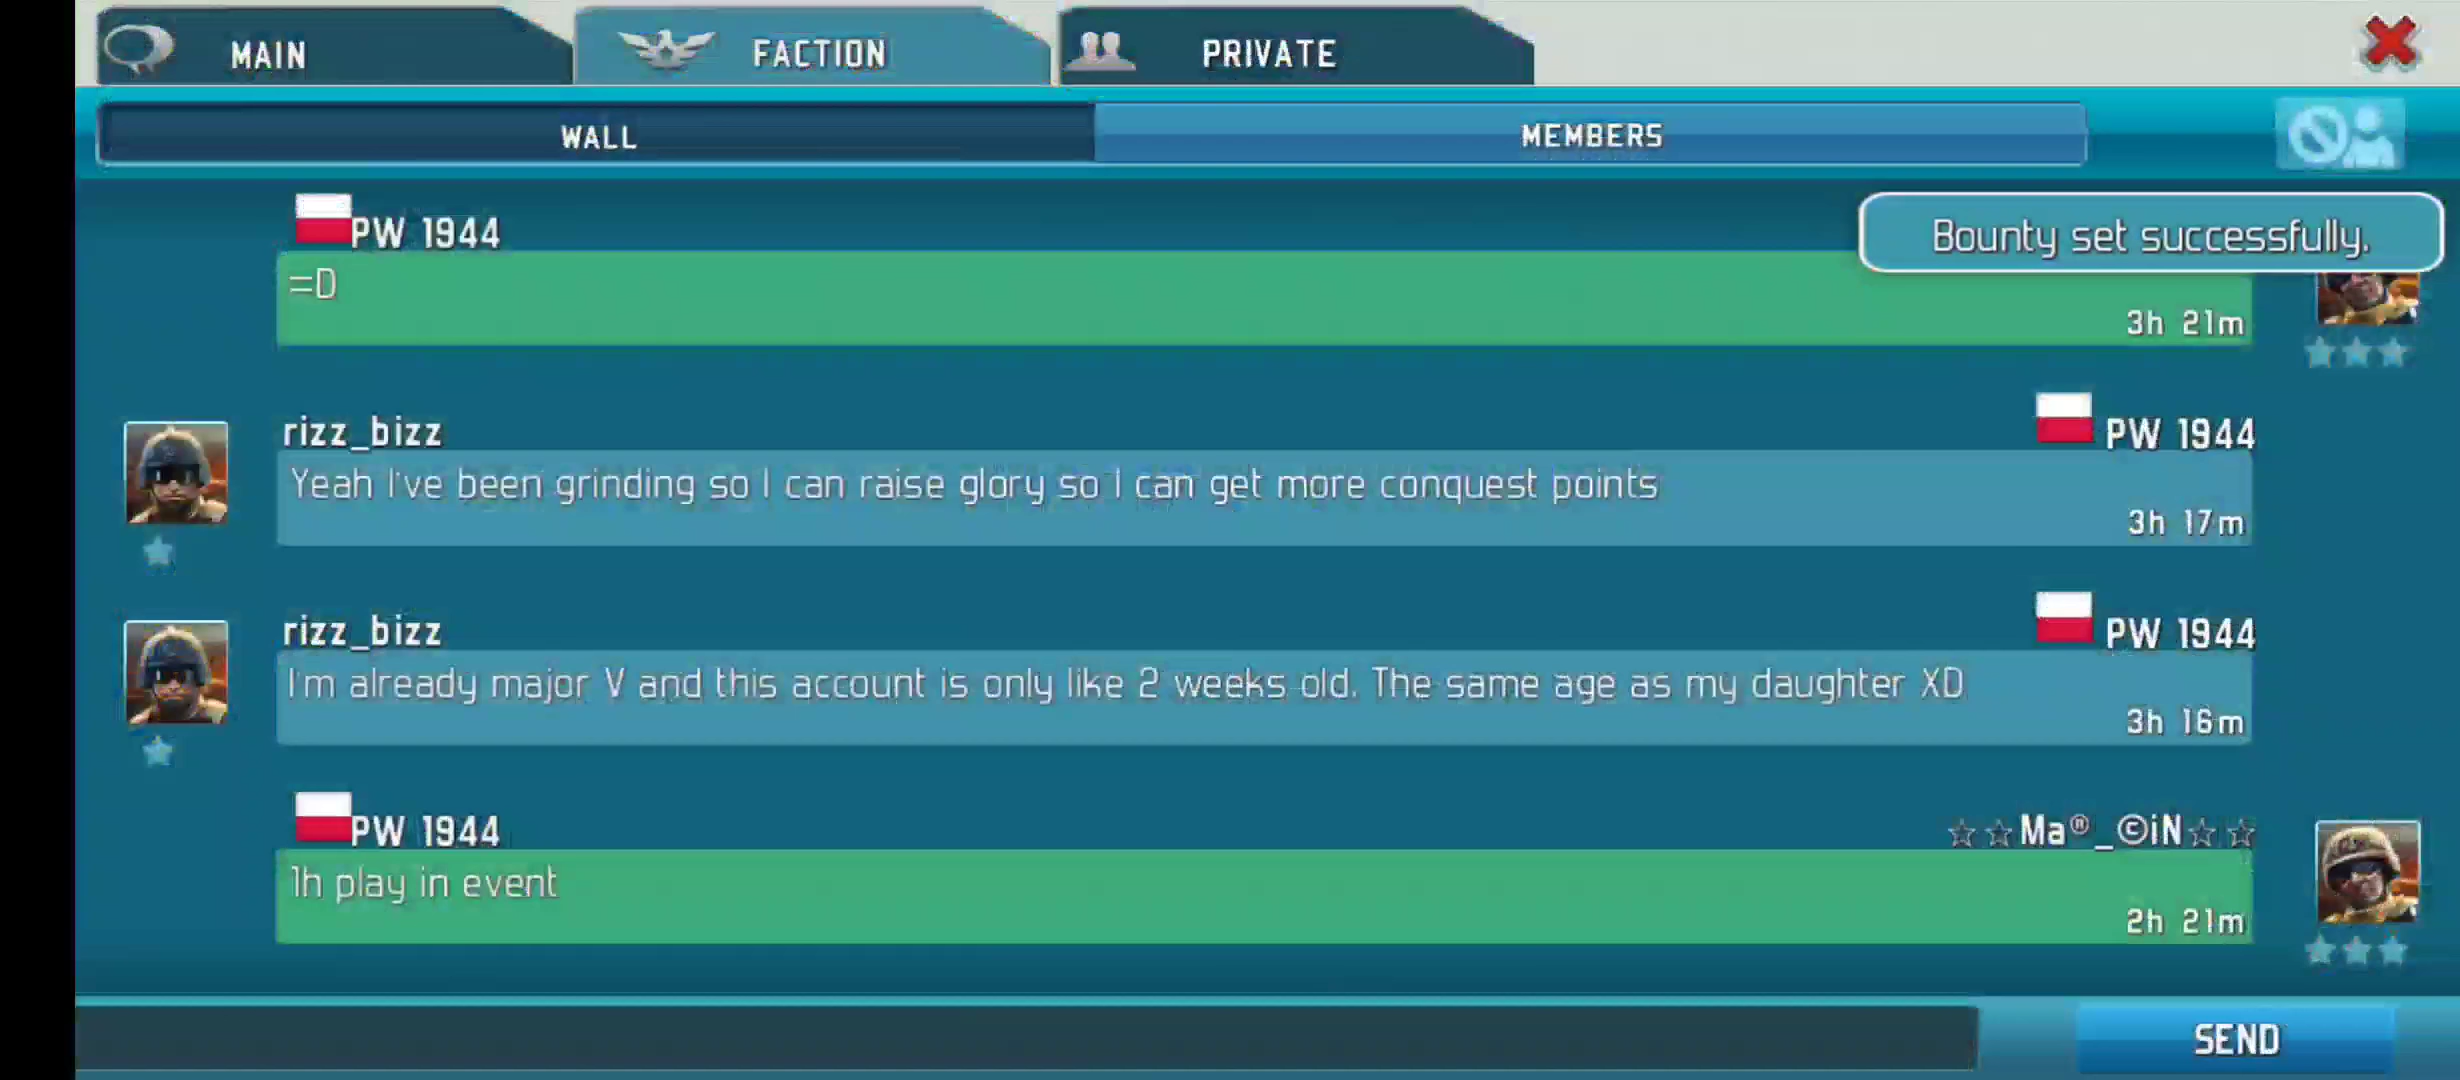 MAIN
FACTION
PRIVATE
WALL
MEMBERS
Bounty set successfully.
PW 1944
=D
3h 21m
rizz_bizz
PW 1944
Yeah I've been grinding so I can raise glory so I can get more conquest points
3h 17m
rizz_bizz
PW 1944
I'm already major V and this account is only like 2 weeks old. The same age as my daughter XD
3h 16m
PW 1944
☆☆Ma®_©iN☆☆
1h play in event
2h 21m
SEND